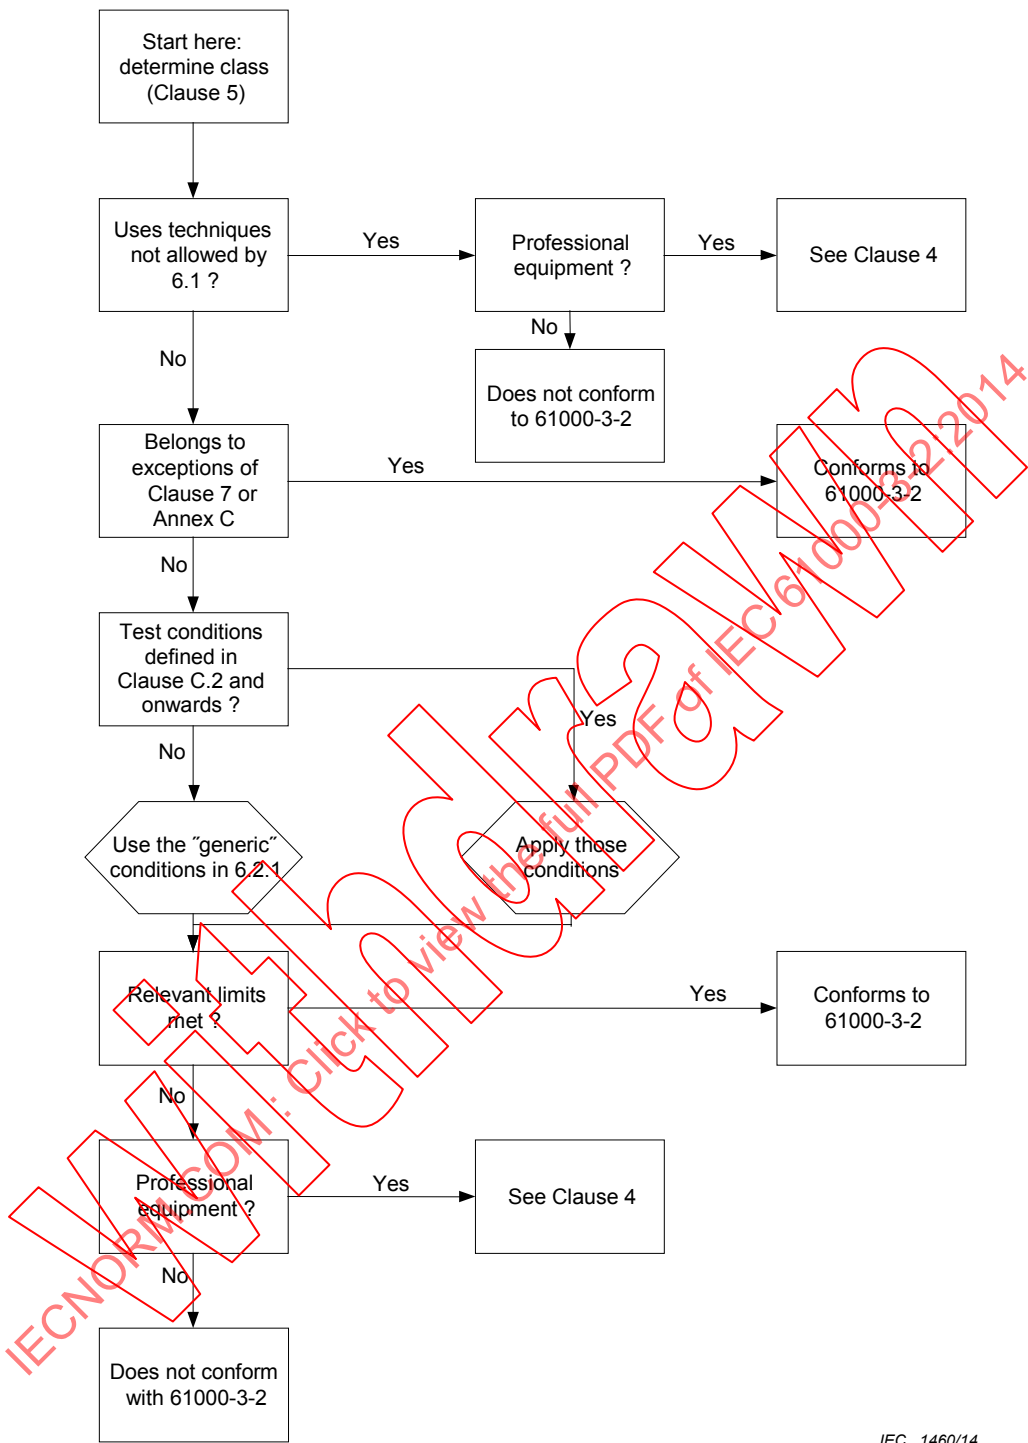 Start here:
determine class
(Clause 5)
Uses techniques
not allowed by
6.1 ?
Yes
Professional
equipment ?
Yes
See Clause 4
No
Does not conform
to 61000-3-2
No
Belongs to
exceptions of
Clause 7 or
Annex C
Yes
Conforms to
61000-3-2
No
Test conditions
defined in
Clause C.2 and
onwards ?
Yes
No
Use the ˝generic˝
conditions in 6.2.1
Apply those
conditions
Relevant limits
met ?
Yes
Conforms to
61000-3-2
No
Professional
equipment ?
Yes
See Clause 4
No
Does not conform
with 61000-3-2
IEC 1460/14
Withdrawn
IECNORM.COM : Click to view the full PDF of IEC 61000-3-2:2014